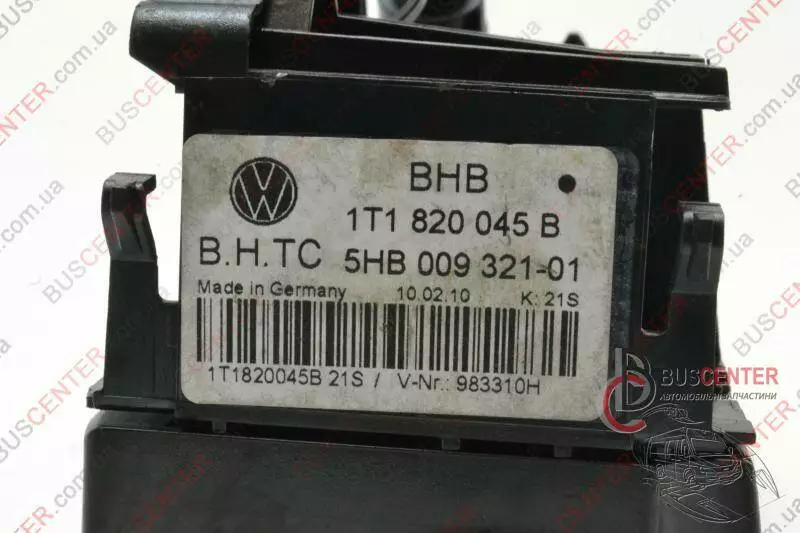 BHB
1T1 820 045 B
B.H.TC 5HB 009 321-01
Made in Germany 10.02.10 K: 21S
1T1820045B 21S / V-Nr.: 983310H
BUSCENTER
АВТОМОБІЛЬНІ ЗАПЧАСТИНИ
BUSCENTER.com.ua